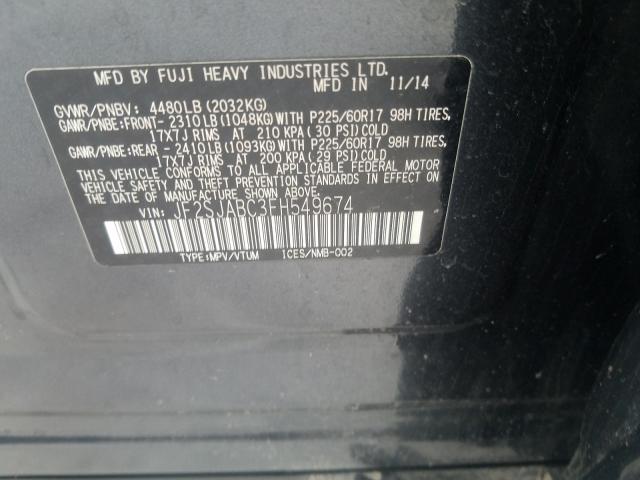 MFD BY FUJI HEAVY INDUSTRIES LTD.
MFD IN 11/14
GVWR/PNBV: 4480LB (2032KG)
GAWR/PNBE:FRONT- 2310LB (1048KG)WITH P225/60R17 98H TIRES,
17X7J RIMS AT 210 KPA (30 PSI)COLD
GAWR/PNBE:REAR - 2410LB (1093KG)WITH P225/60R17 98H TIRES,
17X7J RIMS AT 200 KPA (29 PSI)COLD
THIS VEHICLE CONFORMS TO ALL APPLICABLE FEDERAL MOTOR
VEHICLE SAFETY AND THEFT PREVENTION STANDARDS IN EFFECT ON
THE DATE OF MANUFACTURE SHOWN ABOVE.
VIN: JF2SJABC3FH549674
TYPE:MPV/VTUM ICES/NMB-002